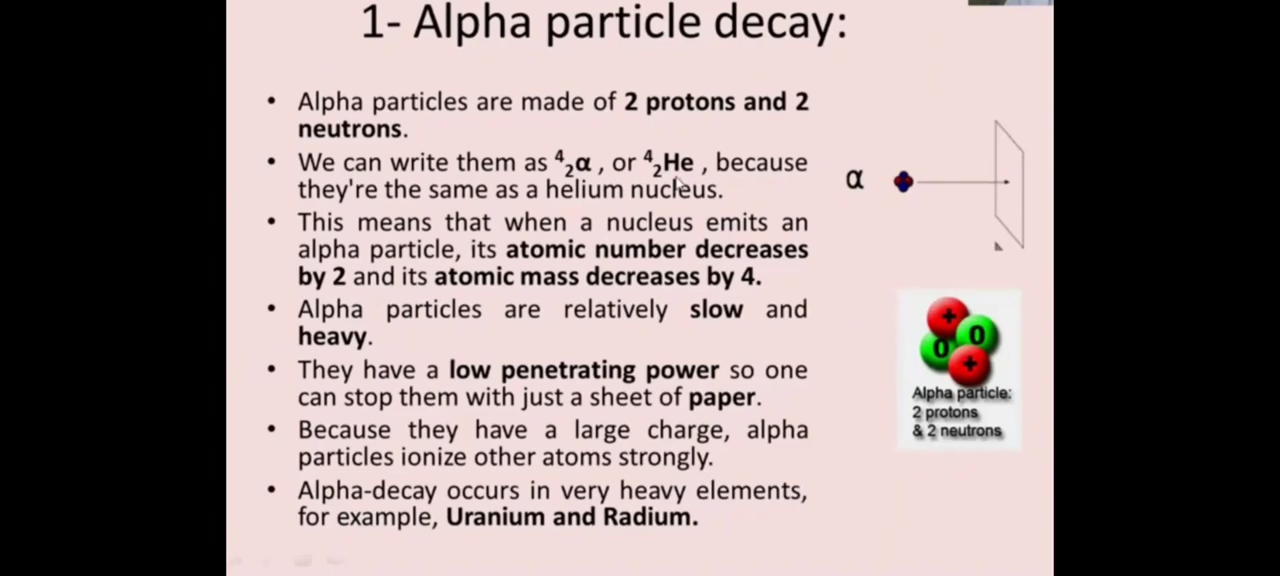 1- Alpha particle decay:
• Alpha particles are made of 2 protons and 2
neutrons.
• We can write them as ⁴₂α , or ⁴₂He , because
they're the same as a helium nucleus.
• This means that when a nucleus emits an
alpha particle, its atomic number decreases
by 2 and its atomic mass decreases by 4.
• Alpha particles are relatively slow and
heavy.
• They have a low penetrating power so one
can stop them with just a sheet of paper.
• Because they have a large charge, alpha
particles ionize other atoms strongly.
• Alpha-decay occurs in very heavy elements,
for example, Uranium and Radium.
α
+
0
0
+
Alpha particle:
2 protons
& 2 neutrons